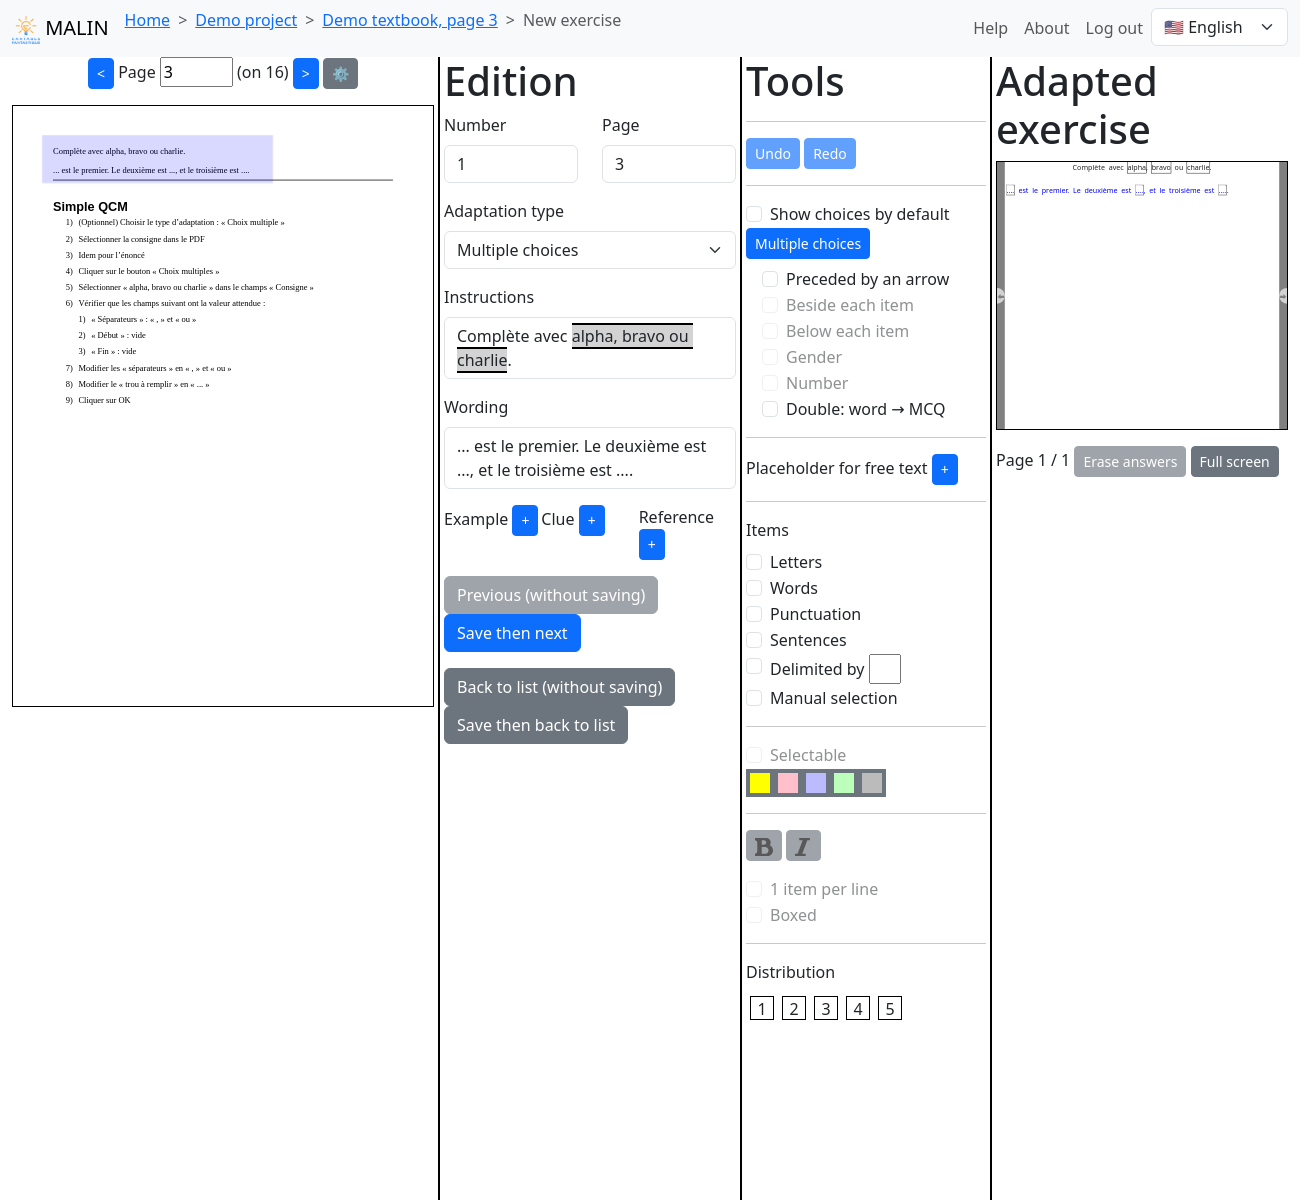 MALIN
Home > Demo project > Demo textbook, page 3 > New exercise
Help About Log out 🇺🇸 English
< Page 3 (on 16) > ⚙️
Complète avec alpha, bravo ou charlie.
... est le premier. Le deuxième est ..., et le troisième est ....
Simple QCM
1) (Optionnel) Choisir le type d'adaptation : « Choix multiple »
2) Sélectionner la consigne dans le PDF
3) Idem pour l'énoncé
4) Cliquer sur le bouton « Choix multiples »
5) Sélectionner « alpha, bravo ou charlie » dans le champs « Consigne »
6) Vérifier que les champs suivant ont la valeur attendue :
1) « Séparateurs » : « , » et « ou »
2) « Début » : vide
3) « Fin » : vide
7) Modifier les « séparateurs » en « , » et « ou »
8) Modifier le « trou à remplir » en « ... »
9) Cliquer sur OK
Edition
Number Page
1 3
Adaptation type
Multiple choices
Instructions
Complète avec alpha, bravo ou
charlie.
Wording
... est le premier. Le deuxième est
..., et le troisième est ....
Example + Clue + Reference
+
Previous (without saving)
Save then next
Back to list (without saving)
Save then back to list
Tools
Undo Redo
Show choices by default
Multiple choices
Preceded by an arrow
Beside each item
Below each item
Gender
Number
Double: word → MCQ
Placeholder for free text +
Items
Letters
Words
Punctuation
Sentences
Delimited by
Manual selection
Selectable
B I
1 item per line
Boxed
Distribution
1 2 3 4 5
Adapted
exercise
Complète avec alpha, bravo ou charlie.
... est le premier. Le deuxième est ..., et le troisième est ....
Page 1 / 1 Erase answers Full screen